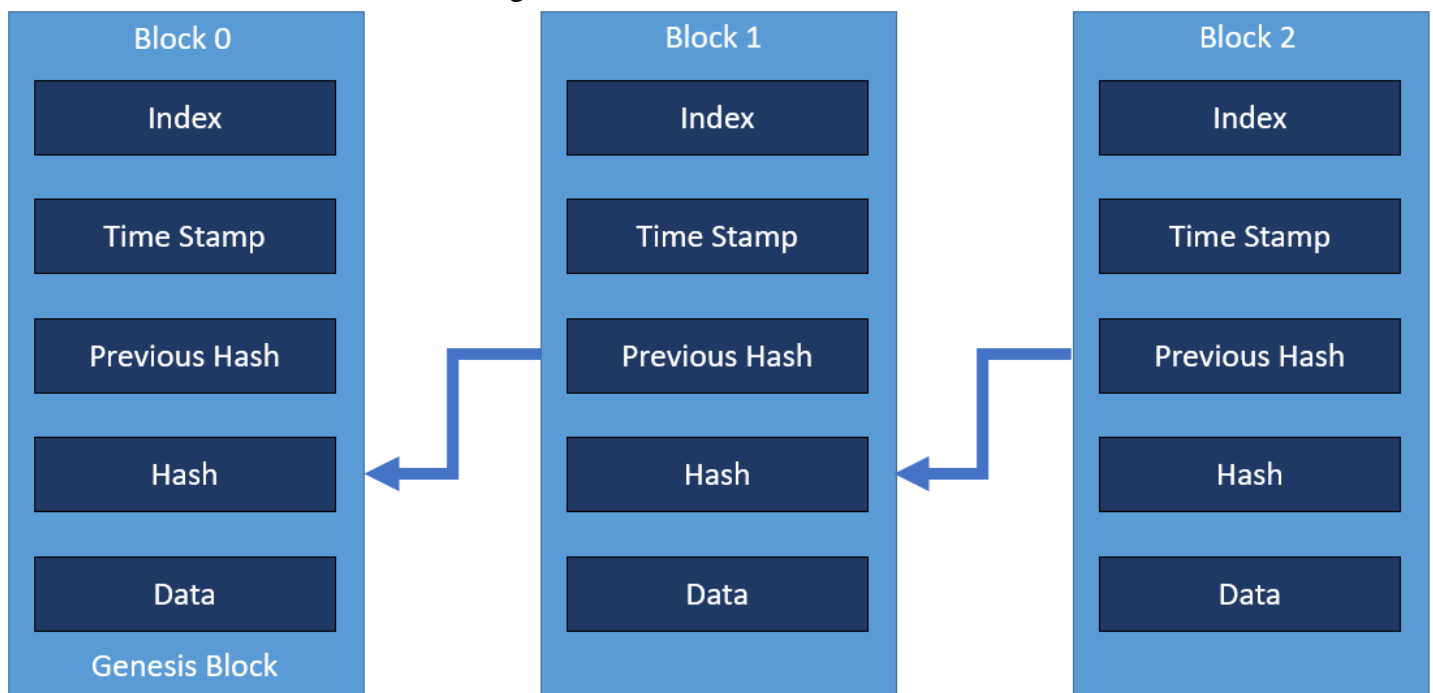 g
Block 0
Index
Time Stamp
Previous Hash
Hash
Data
Genesis Block
Block 1
Index
Time Stamp
Previous Hash
Hash
Data
Block 2
Index
Time Stamp
Previous Hash
Hash
Data